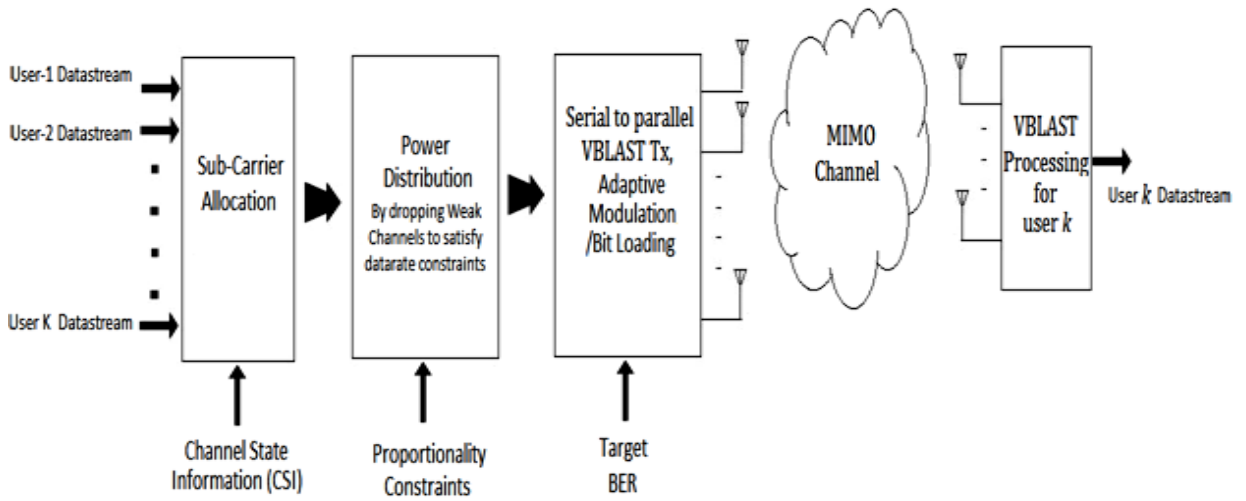 User-1 Datastream
User-2 Datastream
User K Datastream
Sub-Carrier
Allocation
Channel State
Information (CSI)
Power
Distribution
By dropping Weak
Channels to satisfy
datarate constraints
Proportionality
Constraints
Serial to parallel
VBLAST Tx,
Adaptive
Modulation
/Bit Loading
Target
BER
MIMO
Channel
VBLAST
Processing
for
user k
User k Datastream